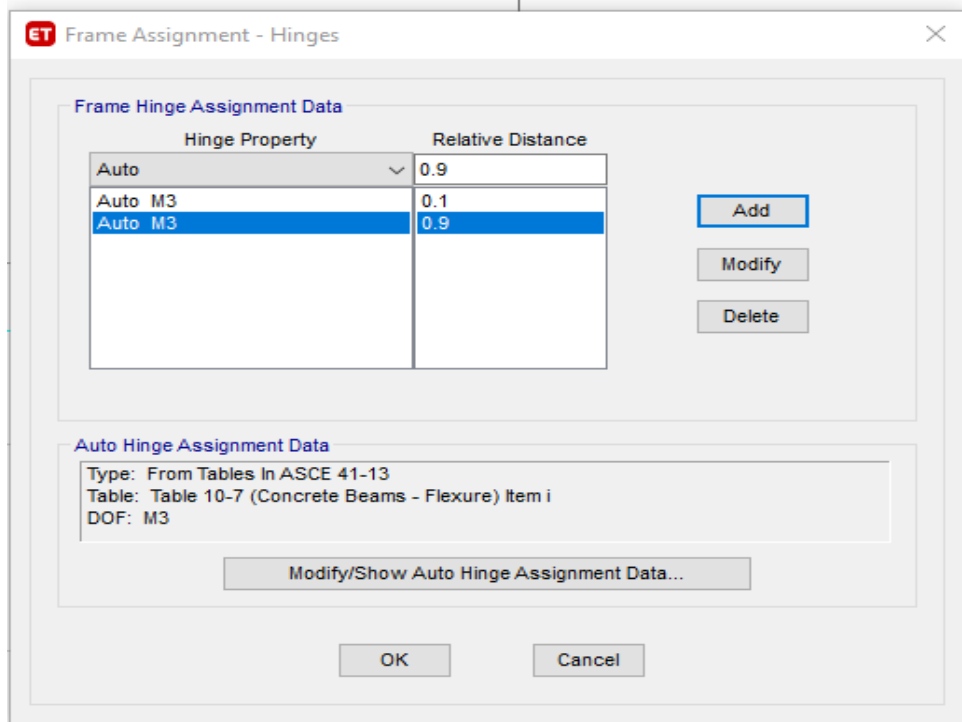 ET Frame Assignment - Hinges
Frame Hinge Assignment Data
Hinge Property Relative Distance
Auto 0.9
Auto M3 0.1
Auto M3 0.9
Add
Modify
Delete
Auto Hinge Assignment Data
Type: From Tables In ASCE 41-13
Table: Table 10-7 (Concrete Beams - Flexure) Item i
DOF: M3
Modify/Show Auto Hinge Assignment Data...
OK Cancel